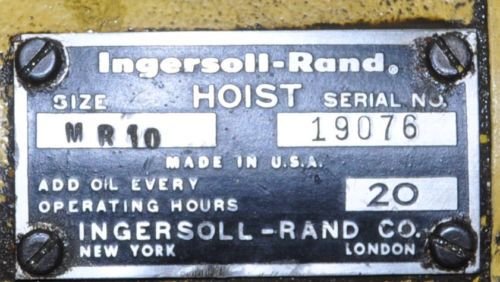 Ingersoll-Rand®
SIZE HOIST SERIAL NO.
MR10 19076
MADE IN U.S.A.
ADD OIL EVERY
OPERATING HOURS 20
INGERSOLL-RAND CO.
NEW YORK LONDON